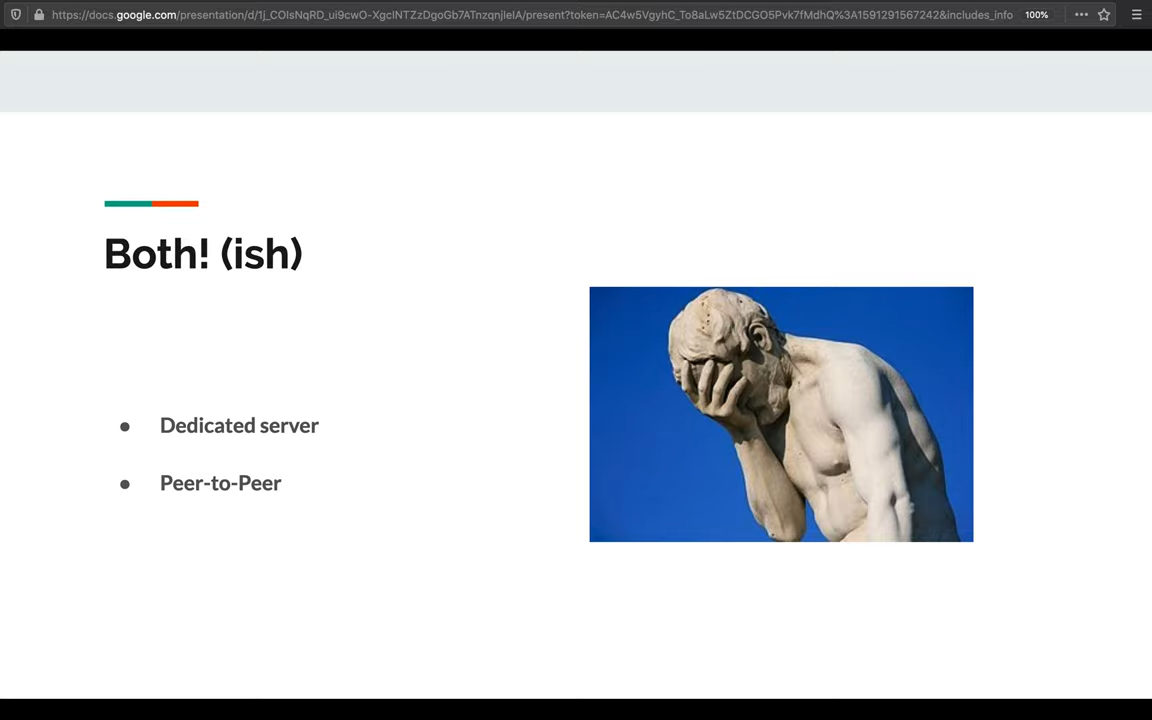 https://docs.google.com/presentation/d/1j_COIsNqRD_ui9cwO-XgcINTZzDgoGb7ATnzqnjIeIA/present?token=AC4w5VgyhC_To8aLw5ZtDCGO5Pvk7fMdhQ%3A1591291567242&includes_info
100%
Both! (ish)
● Dedicated server
● Peer-to-Peer